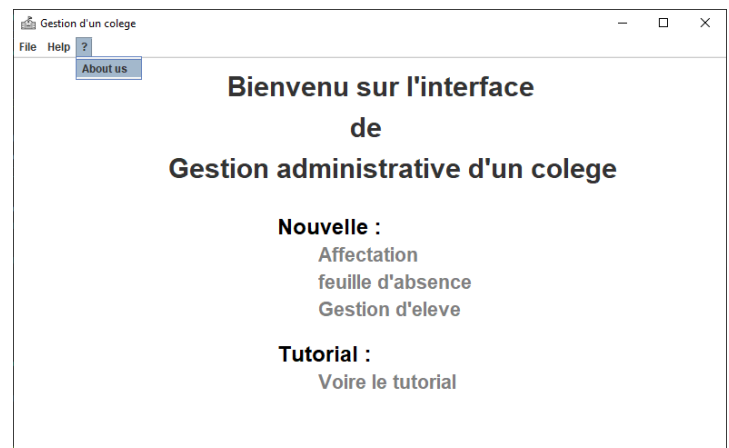 Gestion d'un colege
File Help ?
About us
Bienvenu sur l'interface
de
Gestion administrative d'un colege
Nouvelle :
Affectation
feuille d'absence
Gestion d'eleve
Tutorial :
Voire le tutorial